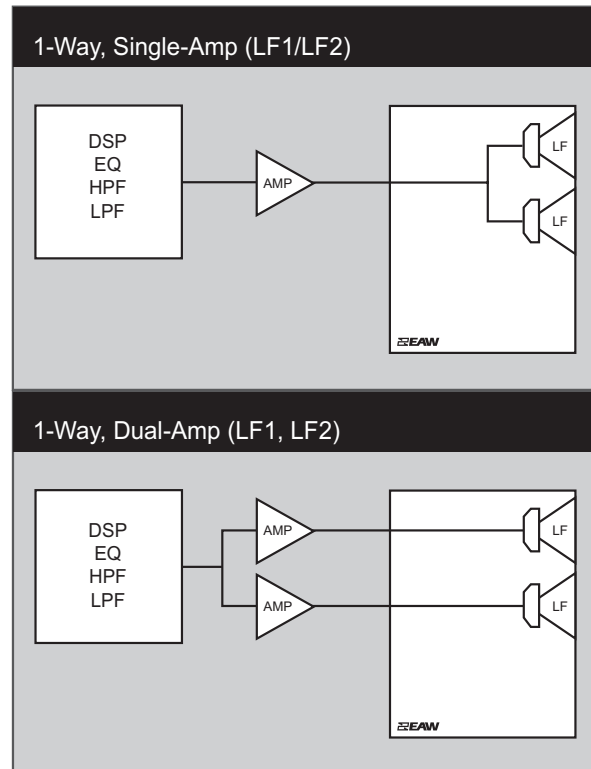 1-Way, Single-Amp (LF1/LF2)
DSP
EQ
HPF
LPF
AMP
LF
LF
EAW
1-Way, Dual-Amp (LF1, LF2)
DSP
EQ
HPF
LPF
AMP
AMP
LF
LF
EAW